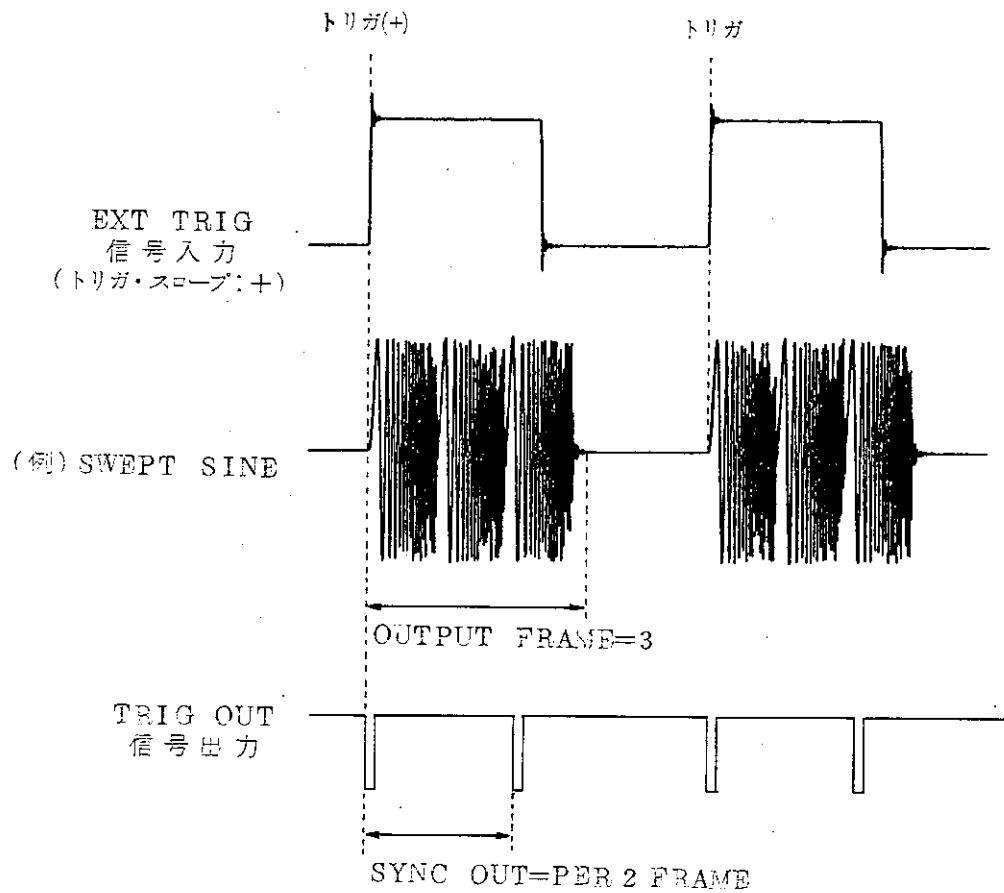 トリガ(+)
トリガ
EXT TRIG
信号入力
(トリガ・スロープ:+)
(例) SWEPT SINE
OUTPUT FRAME=3
TRIG OUT
信号出力
SYNC OUT=PER 2 FRAME